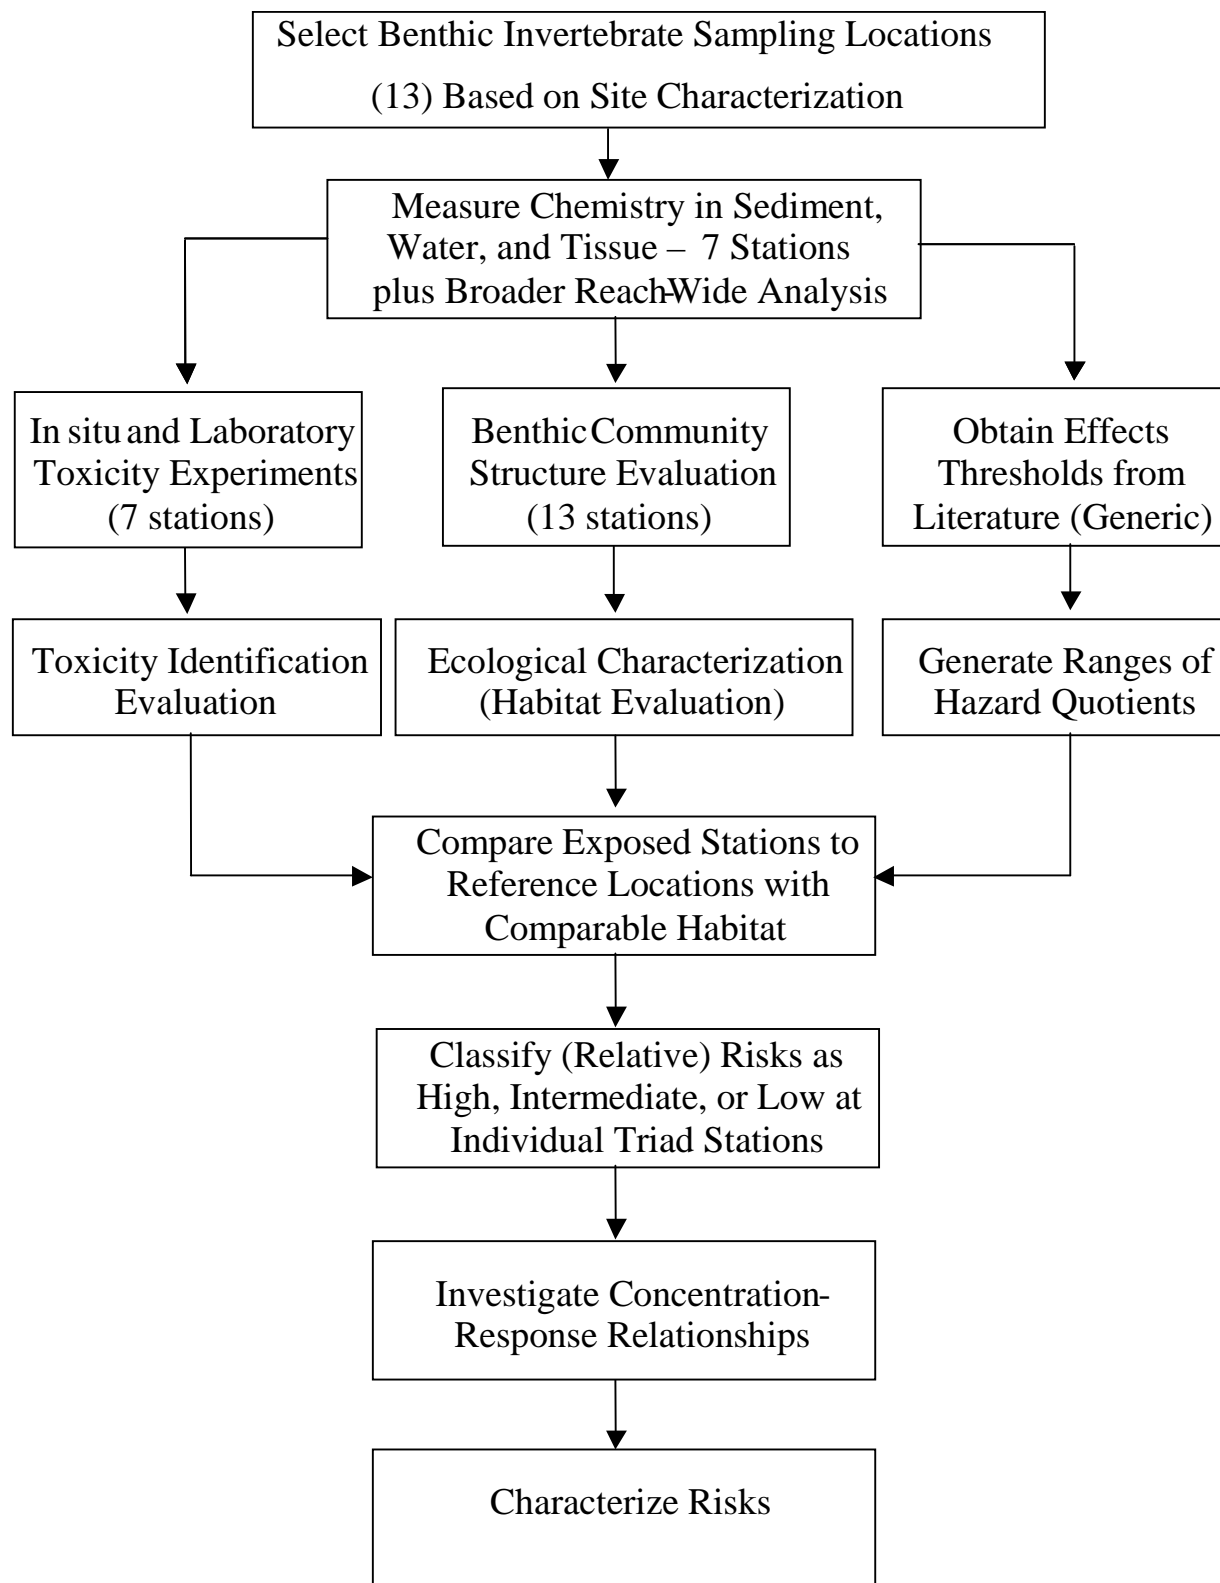 Select Benthic Invertebrate Sampling Locations
(13) Based on Site Characterization
Measure Chemistry in Sediment,
Water, and Tissue – 7 Stations
plus Broader Reach-Wide Analysis
In situ and Laboratory
Toxicity Experiments
(7 stations)
Benthic Community
Structure Evaluation
(13 stations)
Obtain Effects
Thresholds from
Literature (Generic)
Toxicity Identification
Evaluation
Ecological Characterization
(Habitat Evaluation)
Generate Ranges of
Hazard Quotients
Compare Exposed Stations to
Reference Locations with
Comparable Habitat
Classify (Relative) Risks as
High, Intermediate, or Low at
Individual Triad Stations
Investigate Concentration-
Response Relationships
Characterize Risks